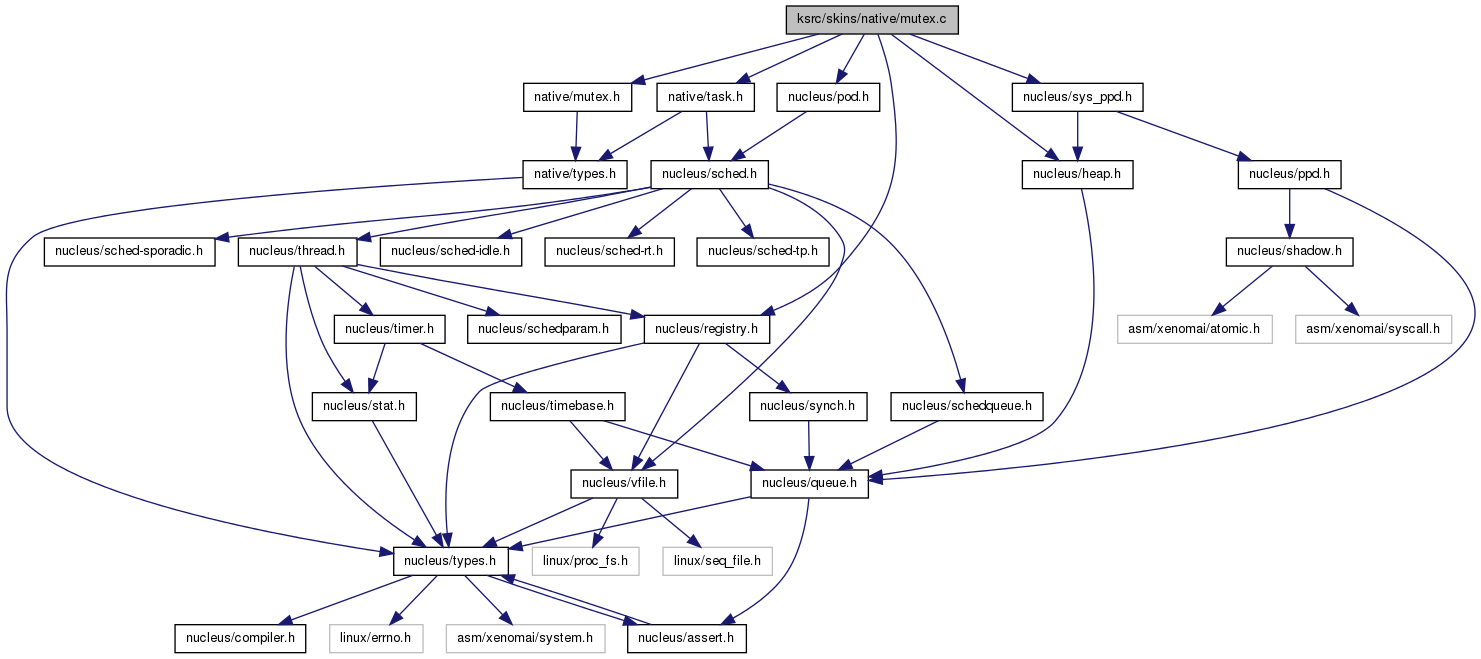 ksrc/skins/native/mutex.c
native/mutex.h
native/task.h
nucleus/pod.h
nucleus/sys_ppd.h
native/types.h
nucleus/sched.h
nucleus/heap.h
nucleus/ppd.h
nucleus/sched-sporadic.h
nucleus/thread.h
nucleus/sched-idle.h
nucleus/sched-rt.h
nucleus/sched-tp.h
nucleus/shadow.h
nucleus/timer.h
nucleus/schedparam.h
nucleus/registry.h
asm/xenomai/atomic.h
asm/xenomai/syscall.h
nucleus/stat.h
nucleus/timebase.h
nucleus/synch.h
nucleus/schedqueue.h
nucleus/vfile.h
nucleus/queue.h
nucleus/types.h
linux/proc_fs.h
linux/seq_file.h
nucleus/compiler.h
linux/errno.h
asm/xenomai/system.h
nucleus/assert.h